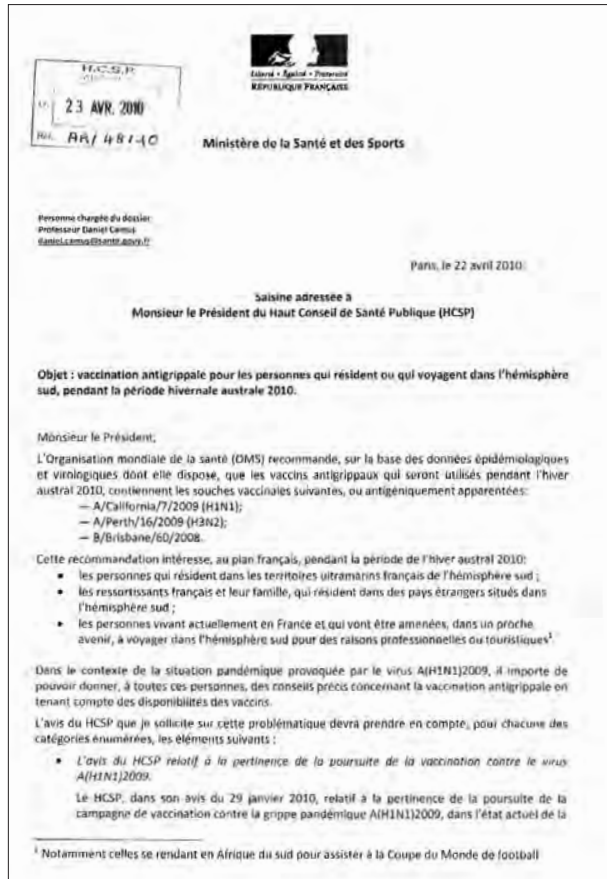 H.C.S.P.
23 AVR. 2010
Liberté • Égalité • Fraternité
RÉPUBLIQUE FRANÇAISE
Ministère de la Santé et des Sports
Personne chargée du dossier
Professeur Daniel Camus
daniel.camus@sante.gouv.fr
Paris, le 22 avril 2010
Saisine adressée à
Monsieur le Président du Haut Conseil de Santé Publique (HCSP)
Objet : vaccination antigrippale pour les personnes qui résident ou qui voyagent dans l'hémisphère
sud, pendant la période hivernale australe 2010.
Monsieur le Président,
L'Organisation mondiale de la santé (OMS) recommande, sur la base des données épidémiologiques
et virologiques dont elle dispose, que les vaccins antigrippaux qui seront utilisés pendant l'hiver
austral 2010, contiennent les souches vaccinales suivantes, ou antigéniquement apparentées:
— A/California/7/2009 (H1N1);
— A/Perth/16/2009 (H3N2);
— B/Brisbane/60/2008.
Cette recommandation intéresse, au plan français, pendant la période de l'hiver austral 2010:
• les personnes qui résident dans les territoires ultramarins français de l'hémisphère sud ;
• les ressortissants français et leur famille, qui résident dans des pays étrangers situés dans
l'hémisphère sud ;
• les personnes vivant actuellement en France et qui vont être amenées, dans un proche
avenir, à voyager dans l'hémisphère sud pour des raisons professionnelles ou touristiques¹.
Dans le contexte de la situation pandémique provoquée par le virus A(H1N1)2009, il importe de
pouvoir donner, à toutes ces personnes, des conseils précis concernant la vaccination antigrippale en
tenant compte des disponibilités des vaccins.
L'avis du HCSP que je sollicite sur cette problématique devra prendre en compte, pour chacune des
catégories énumérées, les éléments suivants :
• L'avis du HCSP relatif à la pertinence de la poursuite de la vaccination contre le virus
A(H1N1)2009.
Le HCSP, dans son avis du 29 janvier 2010, relatif à la pertinence de la poursuite de la
campagne de vaccination contre la grippe pandémique A(H1N1)2009, dans l'état actuel de la
¹ Notamment celles se rendant en Afrique du sud pour assister à la Coupe du Monde de football